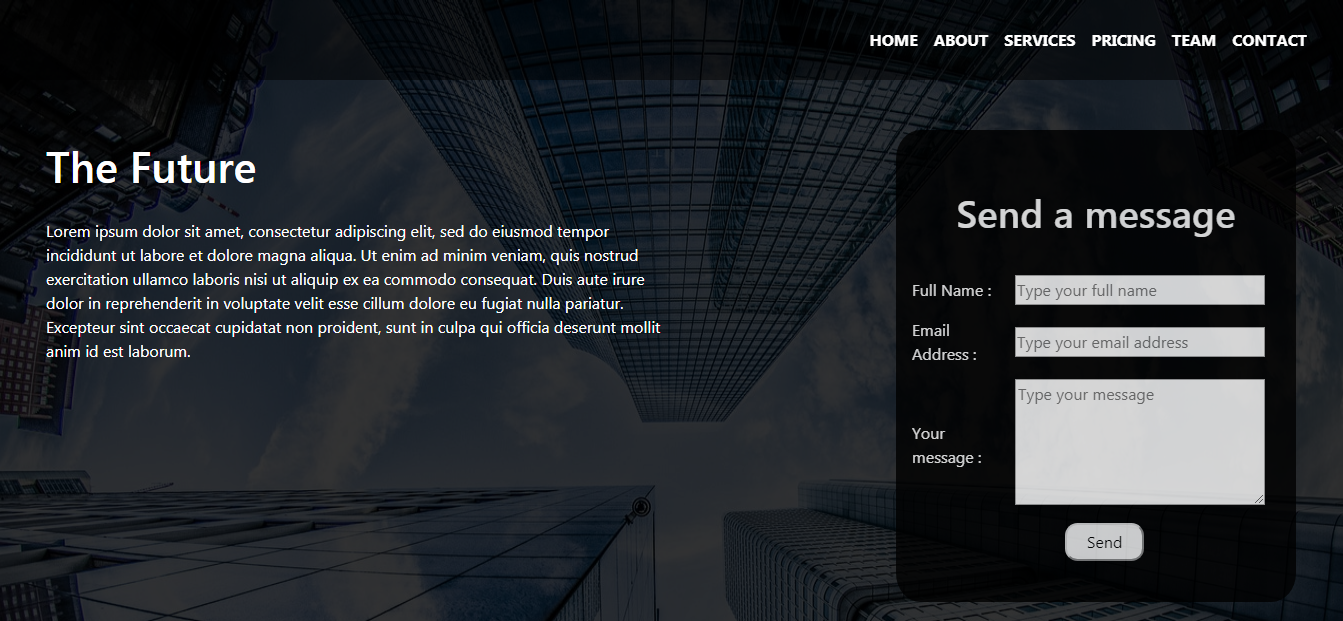 HOME ABOUT SERVICES PRICING TEAM CONTACT
The Future
Lorem ipsum dolor sit amet, consectetur adipiscing elit, sed do eiusmod tempor
incididunt ut labore et dolore magna aliqua. Ut enim ad minim veniam, quis nostrud
exercitation ullamco laboris nisi ut aliquip ex ea commodo consequat. Duis aute irure
dolor in reprehenderit in voluptate velit esse cillum dolore eu fugiat nulla pariatur.
Excepteur sint occaecat cupidatat non proident, sunt in culpa qui officia deserunt mollit
anim id est laborum.
Send a message
Full Name : Type your full name
Email
Address : Type your email address
Type your message
Your
message :
Send